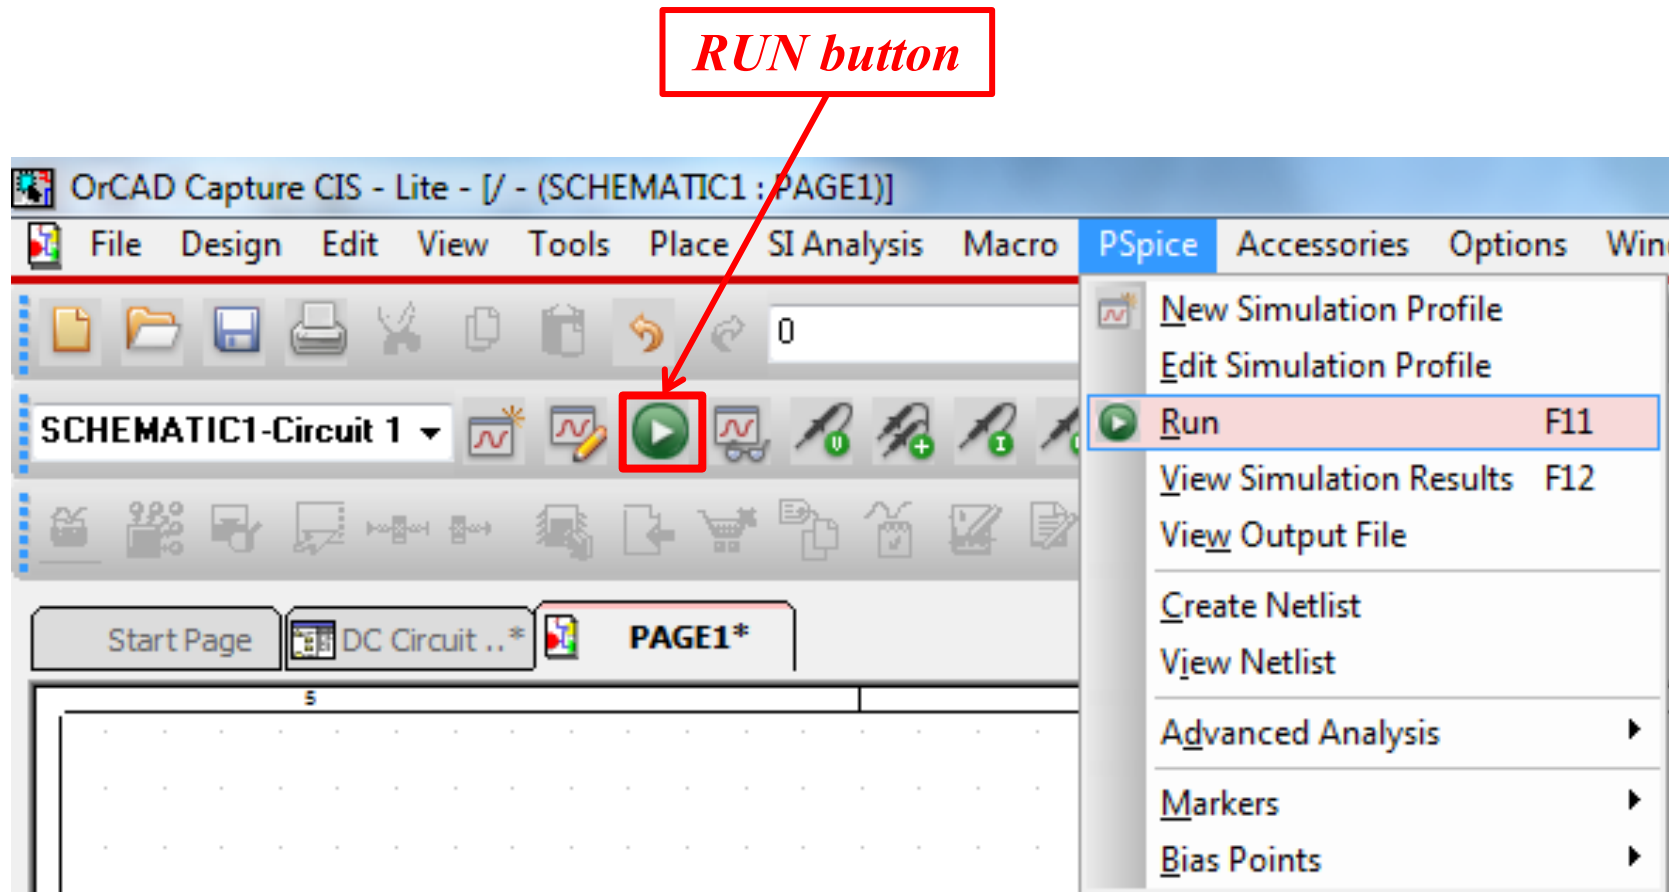 RUN button
OrCAD Capture CIS - Lite - [/ - (SCHEMATIC1 : PAGE1)]
File Design Edit View Tools Place SI Analysis Macro PSpice Accessories Options Win
0
SCHEMATIC1-Circuit 1
New Simulation Profile
Edit Simulation Profile
Run F11
View Simulation Results F12
View Output File
Create Netlist
View Netlist
Advanced Analysis
Markers
Bias Points
Start Page DC Circuit ..* PAGE1*
5